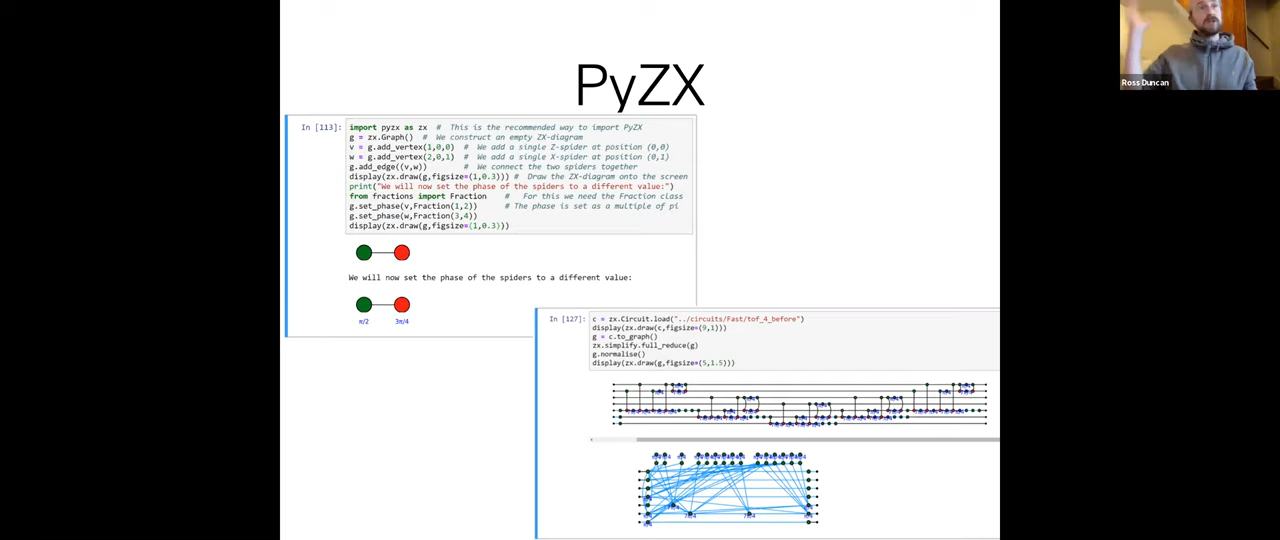 PyZX
Ross Duncan
In [113]:
import pyzx as zx # This is the recommended way to import PyZX
g = zx.Graph() # We construct an empty ZX-diagram
v = g.add_vertex(1,0,0) # We add a single Z-spider at position (0,0)
w = g.add_vertex(2,0,1) # We add a single X-spider at position (0,1)
g.add_edge((v,w)) # We connect the two spiders together
display(zx.draw(g,figsize=(1,0.3))) # Draw the ZX-diagram onto the screen
print("We will now set the phase of the spiders to a different value:")
from fractions import Fraction # For this we need the Fraction class
g.set_phase(v,Fraction(1,2)) # The phase is set as a multiple of pi
g.set_phase(w,Fraction(3,4))
display(zx.draw(g,figsize=(1,0.3)))
We will now set the phase of the spiders to a different value:
π/2 3π/4
In [127]:
c = zx.Circuit.load("../circuits/Fast/tof_4_before")
display(zx.draw(c,figsize=(9,1)))
g = c.to_graph()
zx.simplify.full_reduce(g)
g.normalise()
display(zx.draw(g,figsize=(5,1.5)))